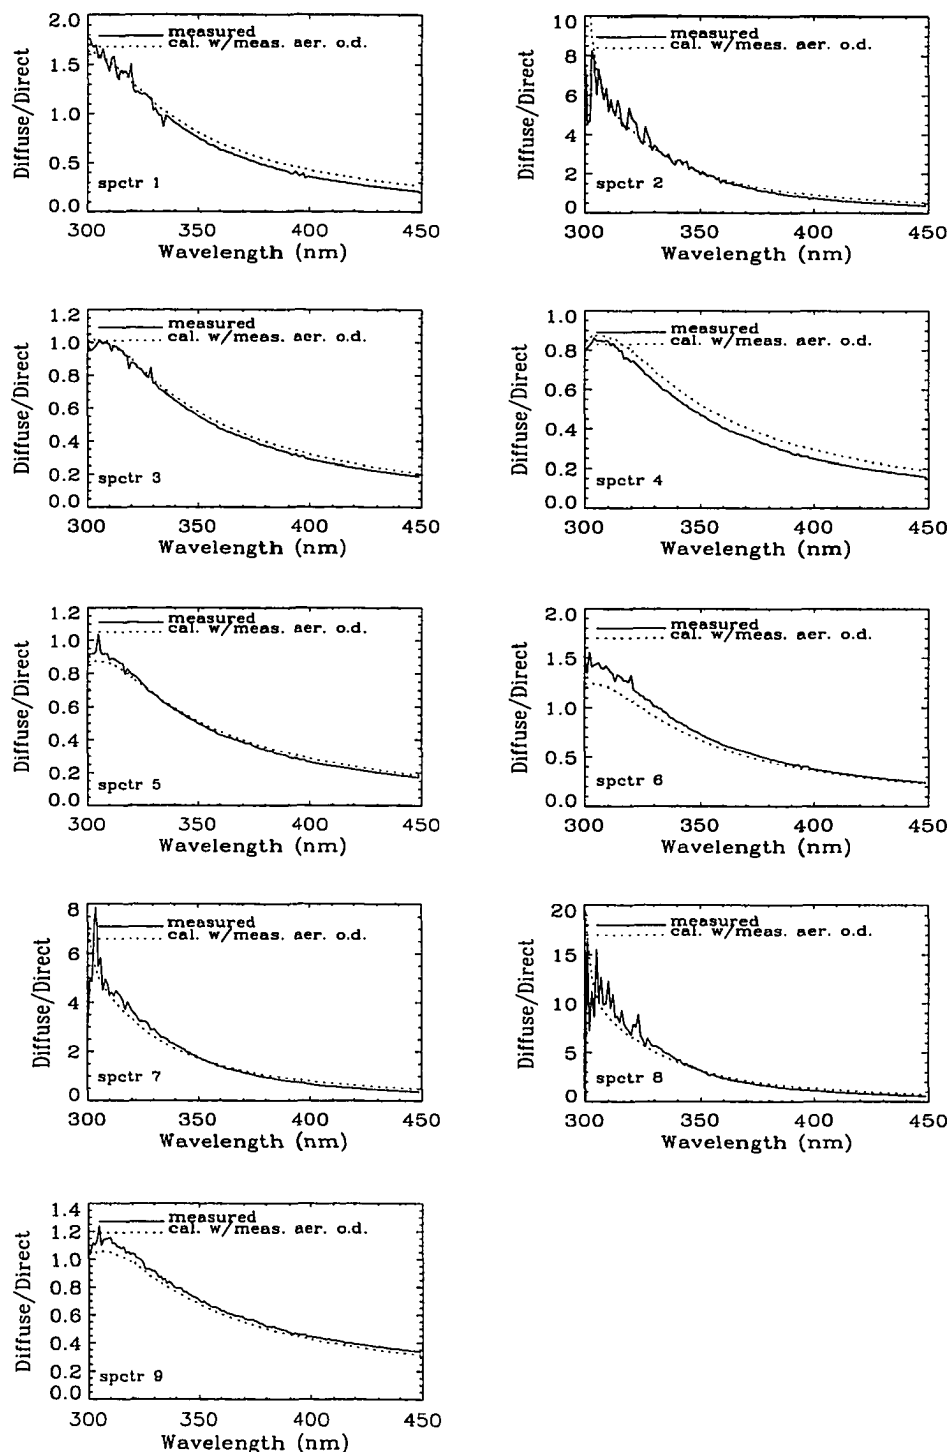 2.0
1.5
1.0
0.5
0.0
Diffuse/Direct
measured
cal. w/meas. aer. o.d.
spctr 1
300 350 400 450
Wavelength (nm)
10
8
6
4
2
0
Diffuse/Direct
measured
cal. w/meas. aer. o.d.
spctr 2
300 350 400 450
Wavelength (nm)
1.2
1.0
0.8
0.6
0.4
0.2
0.0
Diffuse/Direct
measured
cal. w/meas. aer. o.d.
spctr 3
300 350 400 450
Wavelength (nm)
1.0
0.8
0.6
0.4
0.2
0.0
Diffuse/Direct
measured
cal. w/meas. aer. o.d.
spctr 4
300 350 400 450
Wavelength (nm)
1.2
1.0
0.8
0.6
0.4
0.2
0.0
Diffuse/Direct
measured
cal. w/meas. aer. o.d.
spctr 5
300 350 400 450
Wavelength (nm)
2.0
1.5
1.0
0.5
0.0
Diffuse/Direct
measured
cal. w/meas. aer. o.d.
spctr 6
300 350 400 450
Wavelength (nm)
8
6
4
2
0
Diffuse/Direct
measured
cal. w/meas. aer. o.d.
spctr 7
300 350 400 450
Wavelength (nm)
20
15
10
5
0
Diffuse/Direct
measured
cal. w/meas. aer. o.d.
spctr 8
300 350 400 450
Wavelength (nm)
1.4
1.2
1.0
0.8
0.6
0.4
0.2
0.0
Diffuse/Direct
measured
cal. w/meas. aer. o.d.
spctr 9
300 350 400 450
Wavelength (nm)